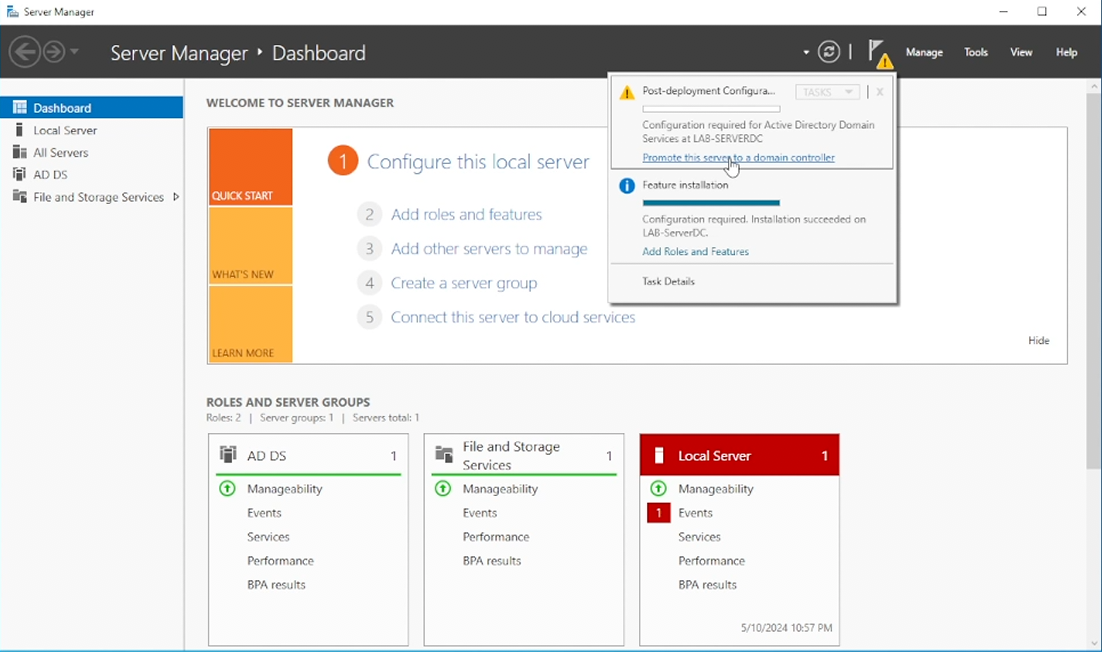 Server Manager
Server Manager ‣ Dashboard
Manage Tools View Help
Dashboard
Local Server
All Servers
AD DS
File and Storage Services
WELCOME TO SERVER MANAGER
QUICK START
WHAT'S NEW
LEARN MORE
1 Configure this local server
2 Add roles and features
3 Add other servers to manage
4 Create a server group
5 Connect this server to cloud services
Hide
Post-deployment Configura... TASKS X
Configuration required for Active Directory Domain
Services at LAB-SERVERDC
Promote this server to a domain controller
Feature installation
Configuration required. Installation succeeded on
LAB-ServerDC.
Add Roles and Features
Task Details
ROLES AND SERVER GROUPS
Roles: 2 | Server groups: 1 | Servers total: 1
AD DS 1
Manageability
Events
Services
Performance
BPA results
File and Storage
Services 1
Manageability
Events
Performance
BPA results
Local Server 1
Manageability
1 Events
Services
Performance
BPA results
5/10/2024 10:57 PM